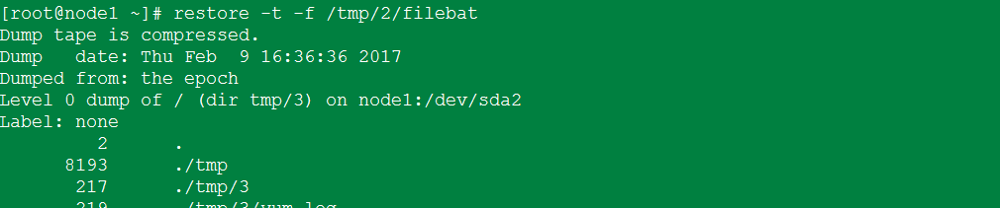 [root@node1 ~]# restore -t -f /tmp/2/filebat
Dump tape is compressed.
Dump   date: Thu Feb  9 16:36:36 2017
Dumped from: the epoch
Level 0 dump of / (dir tmp/3) on node1:/dev/sda2
Label: none
         2      .
      8193      ./tmp
       217      ./tmp/3
       219      ./tmp/3/yum.log